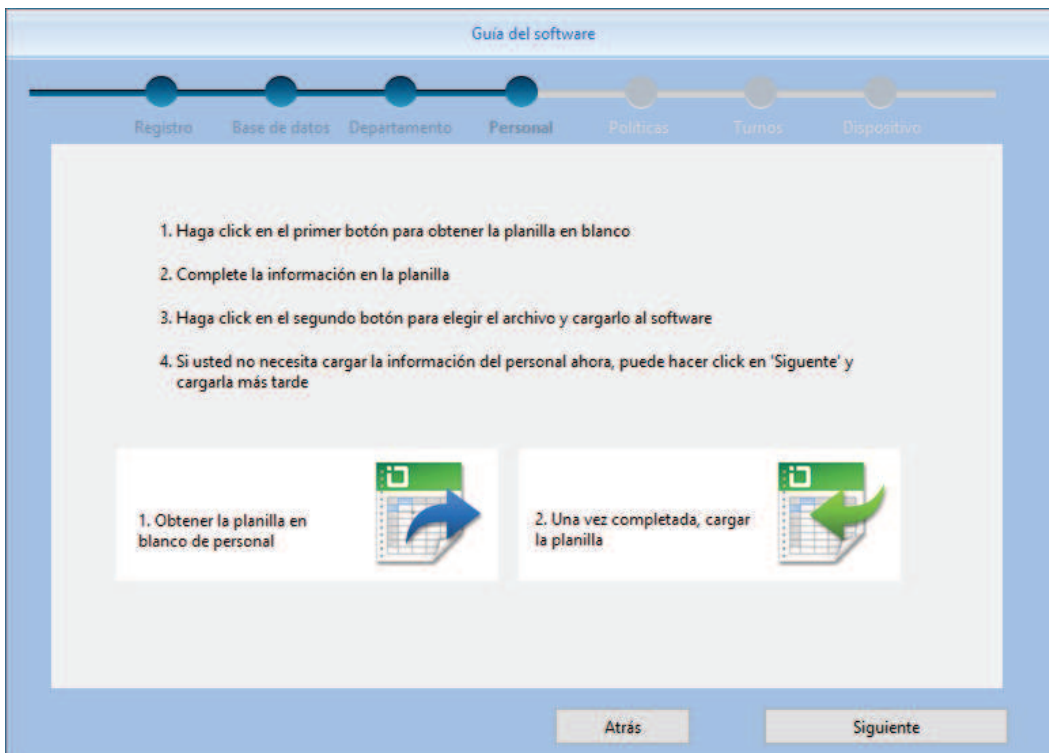 Guía del software
Registro
Base de datos
Departamento
Personal
Políticas
Turnos
Dispositivo
1. Haga click en el primer botón para obtener la planilla en blanco
2. Complete la información en la planilla
3. Haga click en el segundo botón para elegir el archivo y cargarlo al software
4. Si usted no necesita cargar la información del personal ahora, puede hacer click en 'Siguente' y
cargarla más tarde
1. Obtener la planilla en
blanco de personal
2. Una vez completada, cargar
la planilla
Atrás
Siguiente